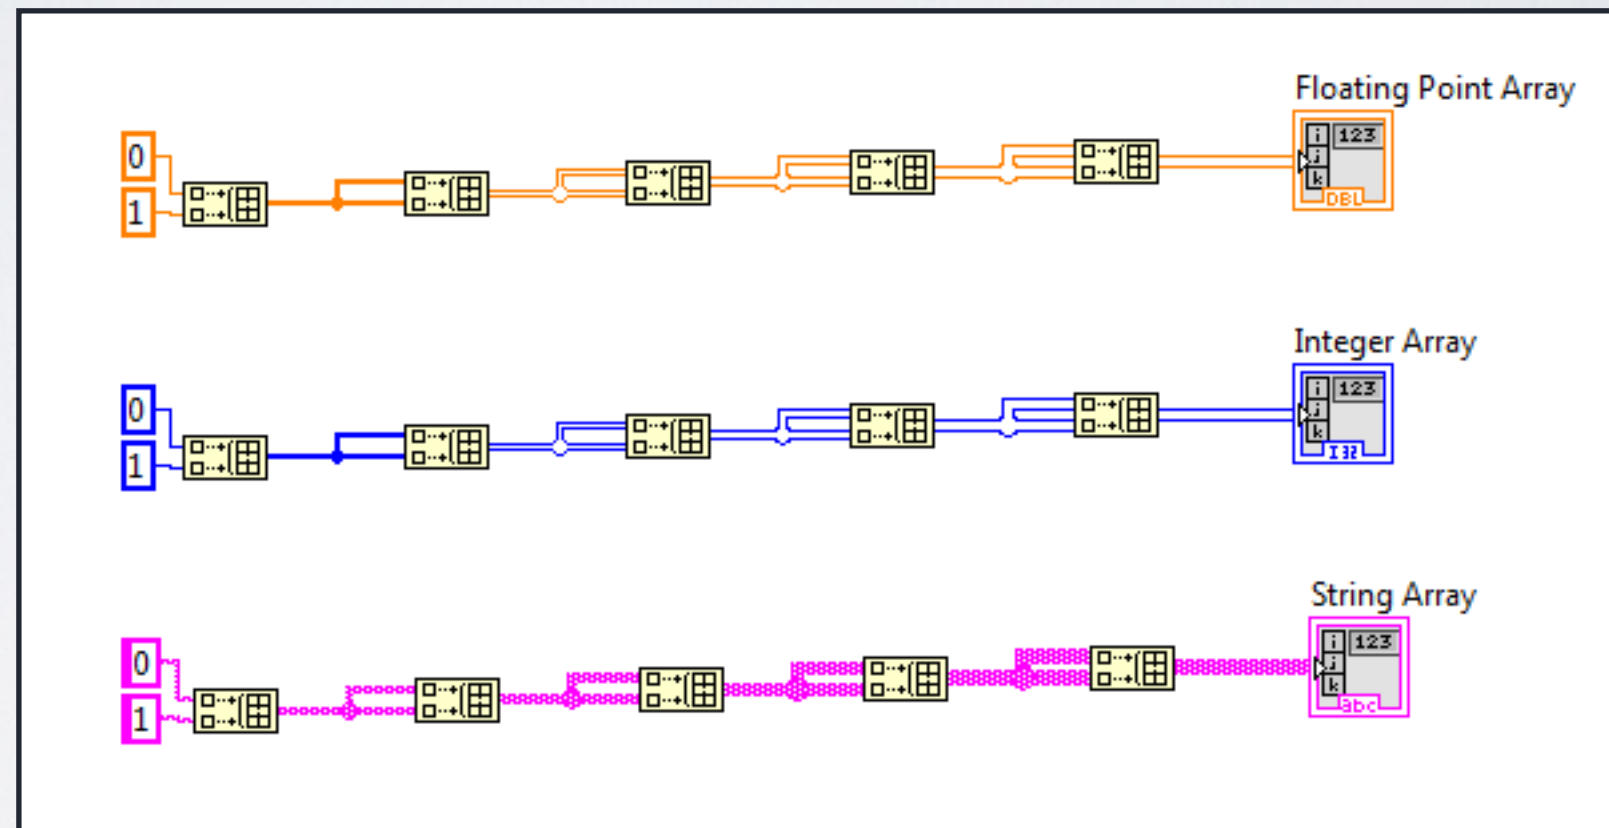 Floating Point Array
0
1
i
123
j
k
DBL
Integer Array
0
1
i
123
j
k
I32
String Array
0
1
i
123
j
k
abc